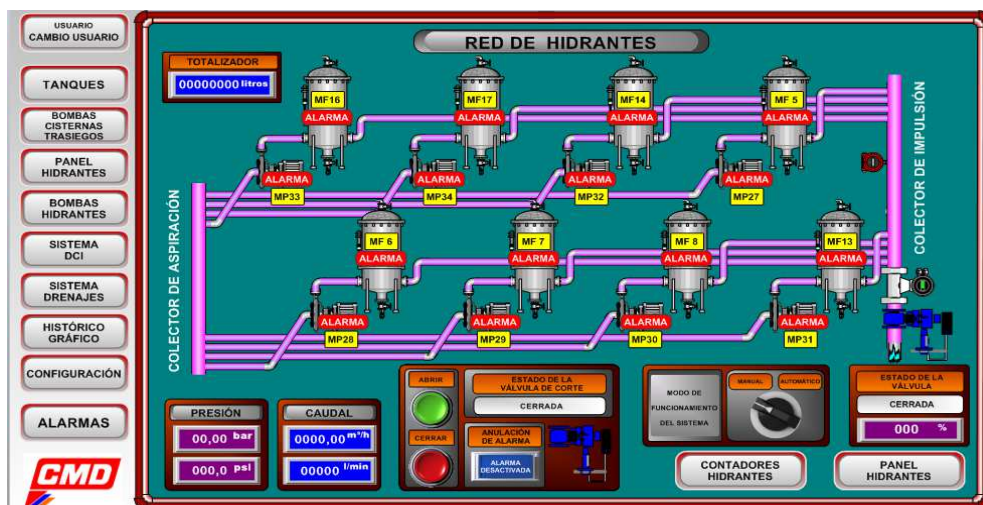 USUARIO
CAMBIO USUARIO
TANQUES
BOMBAS
CISTERNAS
TRASIEGOS
PANEL
HIDRANTES
BOMBAS
HIDRANTES
SISTEMA
DCI
SISTEMA
DRENAJES
HISTÓRICO
GRÁFICO
CONFIGURACIÓN
ALARMAS
CMD
RED DE HIDRANTES
TOTALIZADOR
00000000 litros
MF16
ALARMA
MF17
ALARMA
MF14
ALARMA
MF 5
ALARMA
ALARMA
MP33
ALARMA
MP34
ALARMA
MP32
ALARMA
MP27
COLECTOR DE ASPIRACIÓN
COLECTOR DE IMPULSIÓN
MF 6
ALARMA
MF 7
ALARMA
MF 8
ALARMA
MF13
ALARMA
ALARMA
MP28
ALARMA
MP29
ALARMA
MP30
ALARMA
MP31
PRESIÓN
00,00 bar
000,0 psi
CAUDAL
0000,00 m³/h
00000 l/min
ABRIR
CERRAR
ESTADO DE LA
VÁLVULA DE CORTE
CERRADA
ANULACIÓN
DE ALARMA
ALARMA
DESACTIVADA
MODO DE
FUNCIONAMIENTO
DEL SISTEMA
MANUAL
AUTOMÁTICO
ESTADO DE LA
VÁLVULA
CERRADA
000 %
CONTADORES
HIDRANTES
PANEL
HIDRANTES